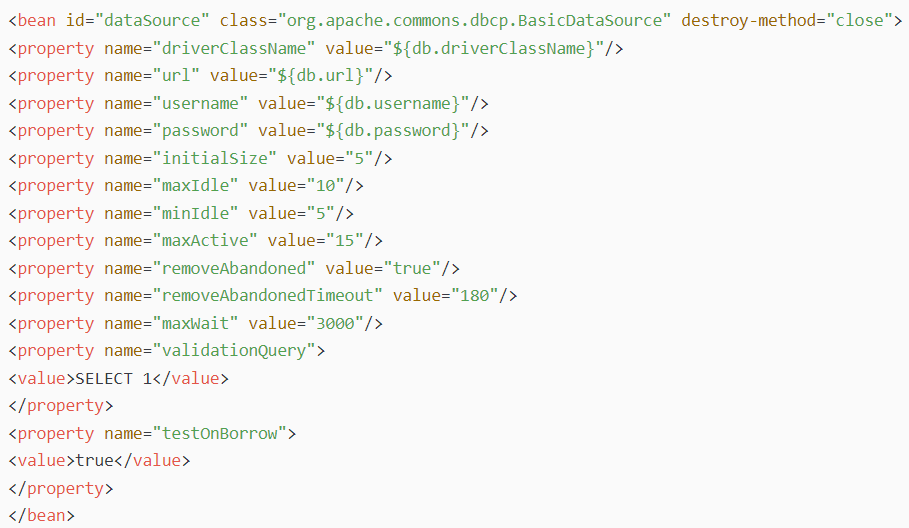 <bean id="dataSource" class="org.apache.commons.dbcp.BasicDataSource" destroy-method="close">
<property name="driverClassName" value="${db.driverClassName}"/>
<property name="url" value="${db.url}"/>
<property name="username" value="${db.username}"/>
<property name="password" value="${db.password}"/>
<property name="initialSize" value="5"/>
<property name="maxIdle" value="10"/>
<property name="minIdle" value="5"/>
<property name="maxActive" value="15"/>
<property name="removeAbandoned" value="true"/>
<property name="removeAbandonedTimeout" value="180"/>
<property name="maxWait" value="3000"/>
<property name="validationQuery">
<value>SELECT 1</value>
</property>
<property name="testOnBorrow">
<value>true</value>
</property>
</bean>